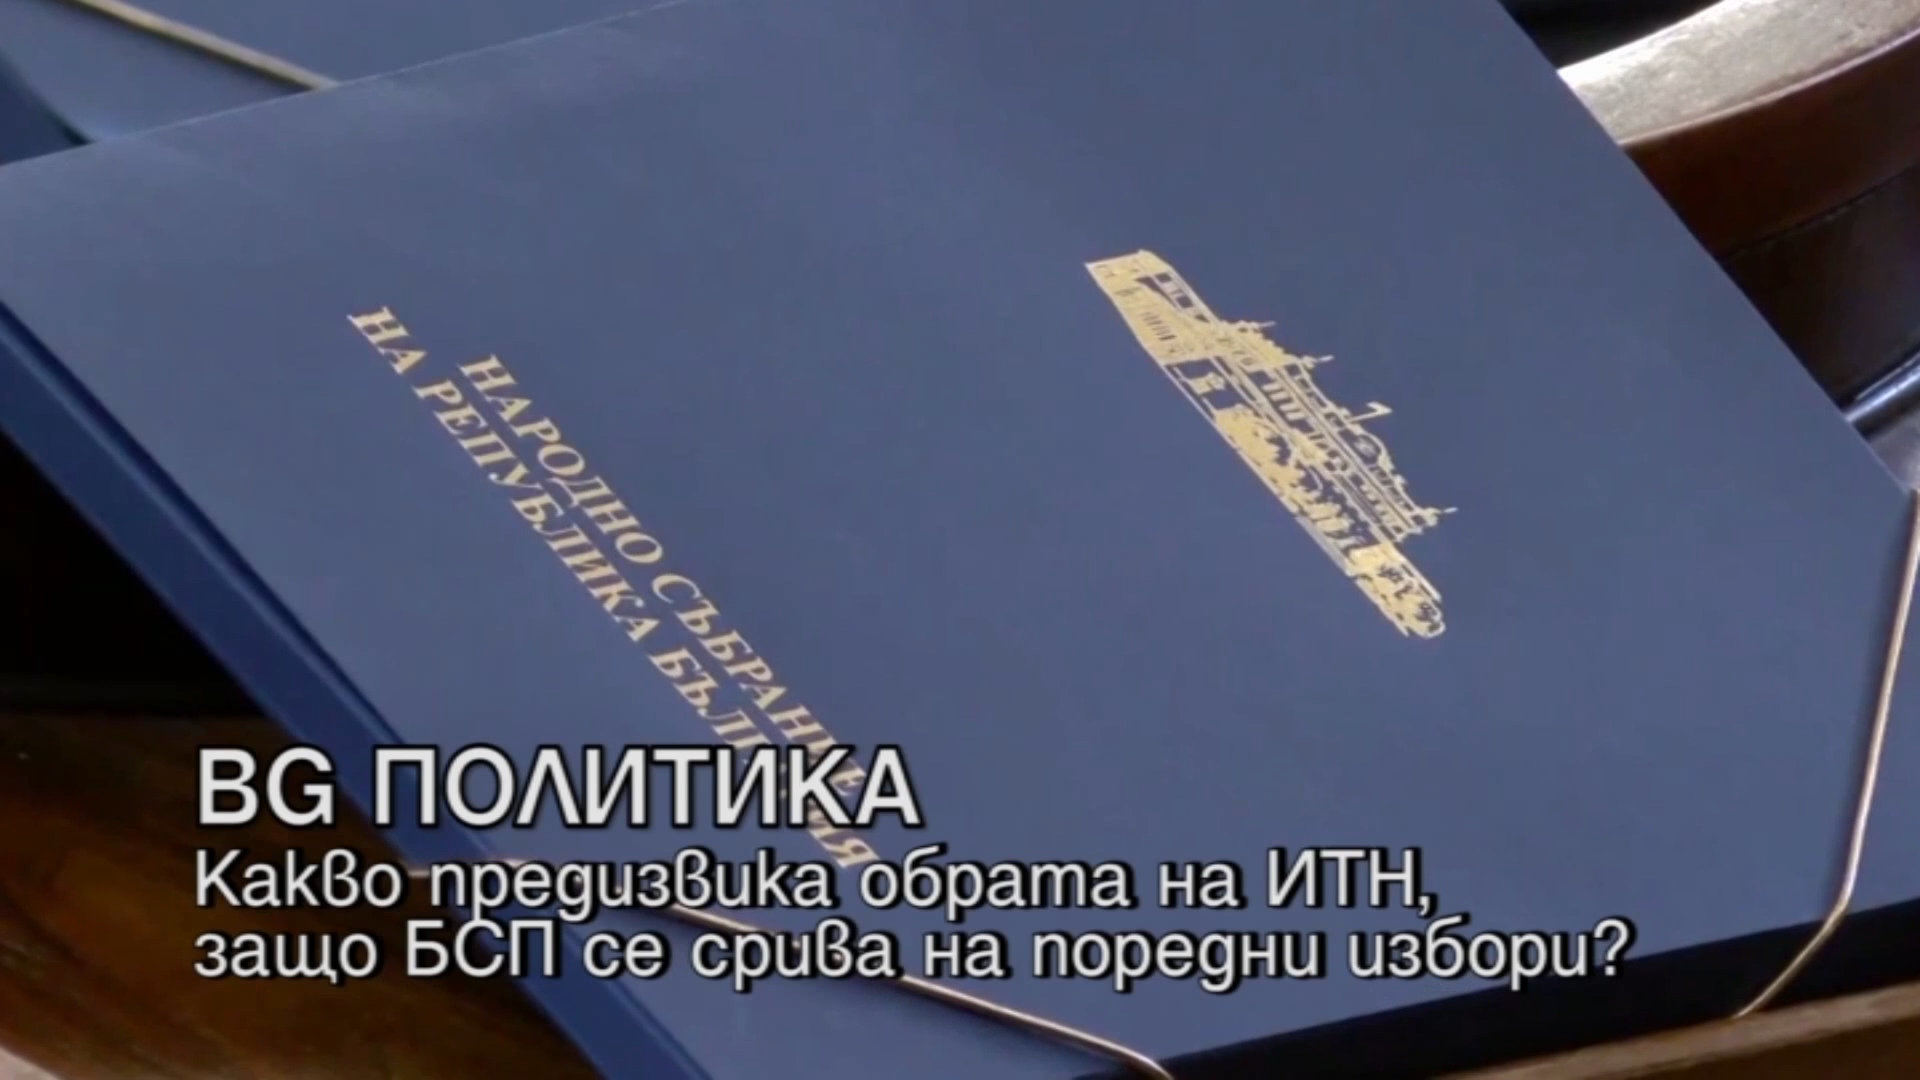 НАРОДНО СЪБРАНИЕ
НА РЕПУБЛИКА БЪЛГАРИЯ
BG ПОЛИТИКА
Какво предизвика обрата на ИТН,
защо БСП се срива на поредни избори?